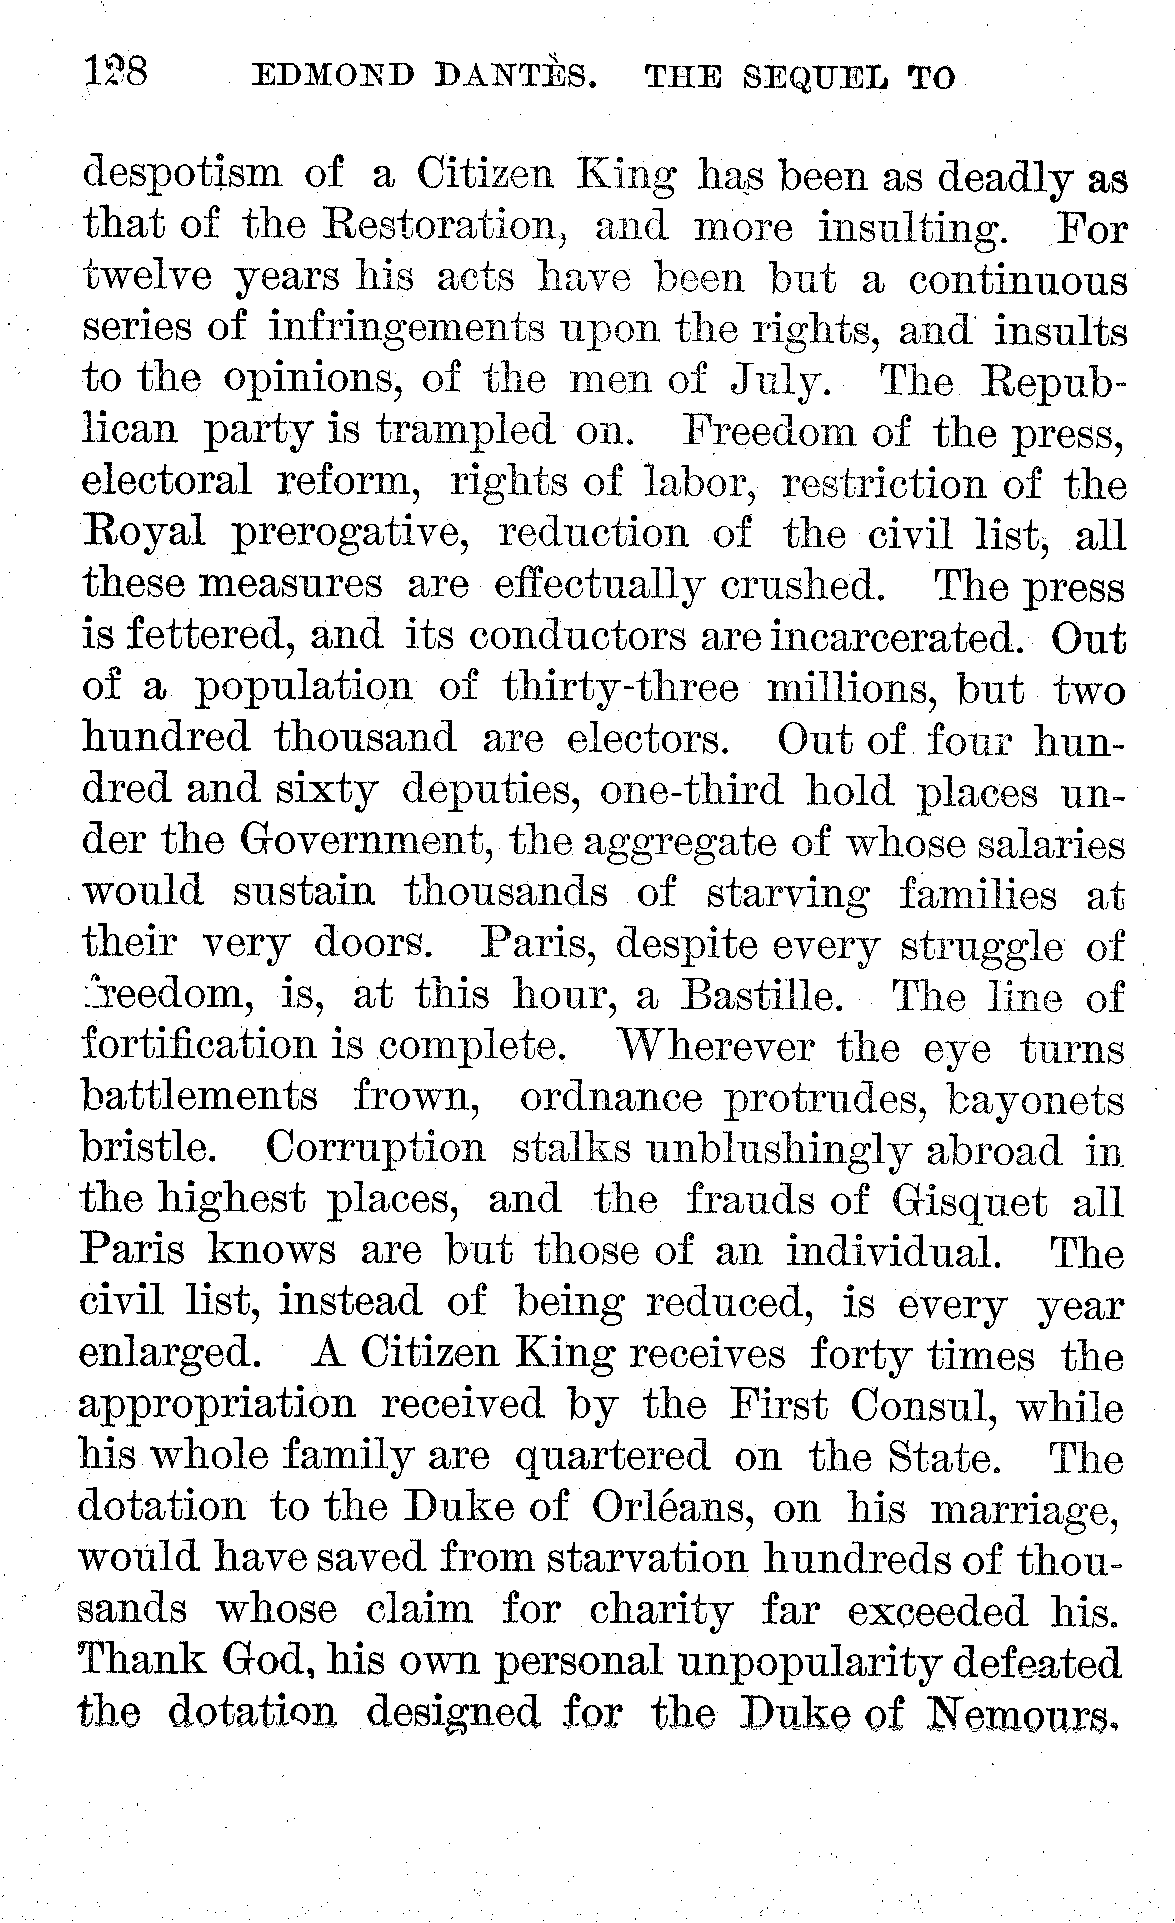 128 EDMOND DANTÈS. THE SEQUEL TO
despotism of a Citizen King has been as deadly as
that of the Restoration, and more insulting. For
twelve years his acts have been but a continuous
series of infringements upon the rights, and insults
to the opinions, of the men of July. The Repub-
lican party is trampled on. Freedom of the press,
electoral reform, rights of labor, restriction of the
Royal prerogative, reduction of the civil list, all
these measures are effectually crushed. The press
is fettered, and its conductors are incarcerated. Out
of a population of thirty-three millions, but two
hundred thousand are electors. Out of four hun-
dred and sixty deputies, one-third hold places un-
der the Government, the aggregate of whose salaries
would sustain thousands of starving families at
their very doors. Paris, despite every struggle of
freedom, is, at this hour, a Bastille. The line of
fortification is complete. Wherever the eye turns
battlements frown, ordnance protrudes, bayonets
bristle. Corruption stalks unblushingly abroad in
the highest places, and the frauds of Gisquet all
Paris knows are but those of an individual. The
civil list, instead of being reduced, is every year
enlarged. A Citizen King receives forty times the
appropriation received by the First Consul, while
his whole family are quartered on the State. The
dotation to the Duke of Orléans, on his marriage,
would have saved from starvation hundreds of thou-
sands whose claim for charity far exceeded his.
Thank God, his own personal unpopularity defeated
the dotation designed for the Duke of Nemours.